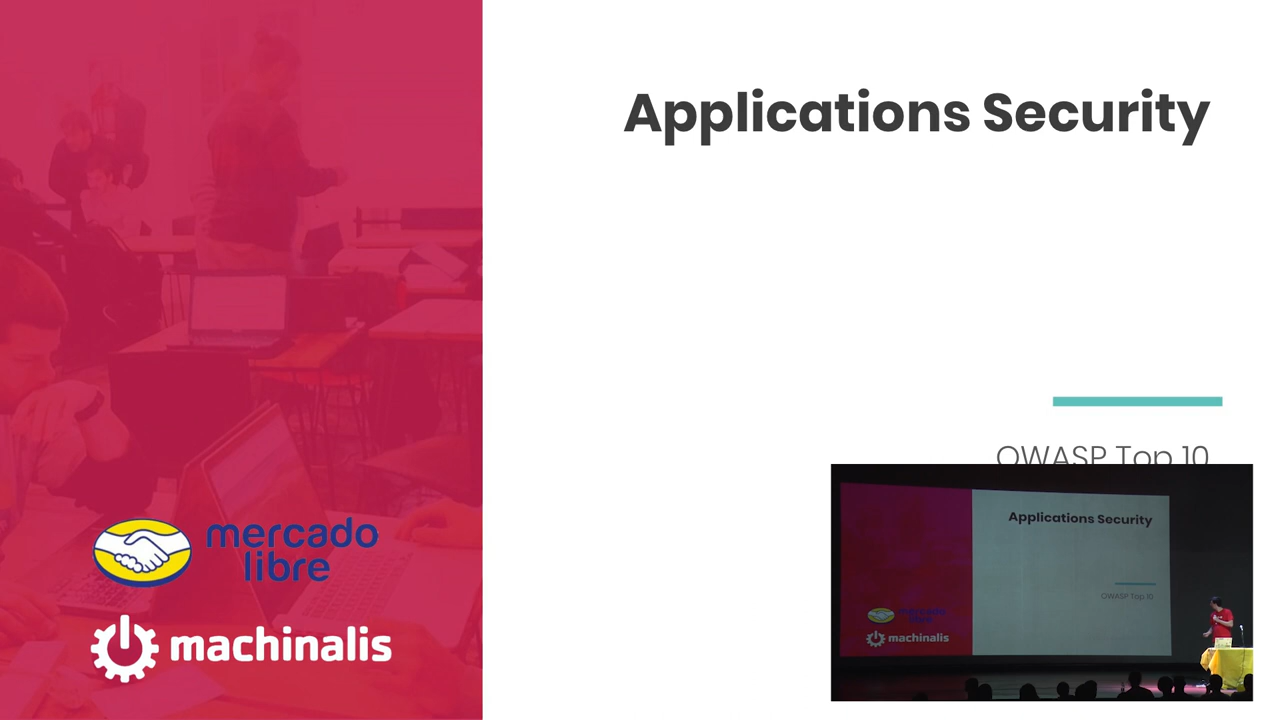 Applications Security
OWASP Top 10
mercado
libre
machinalis
Applications Security
OWASP Top 10
mercado
libre
machinalis